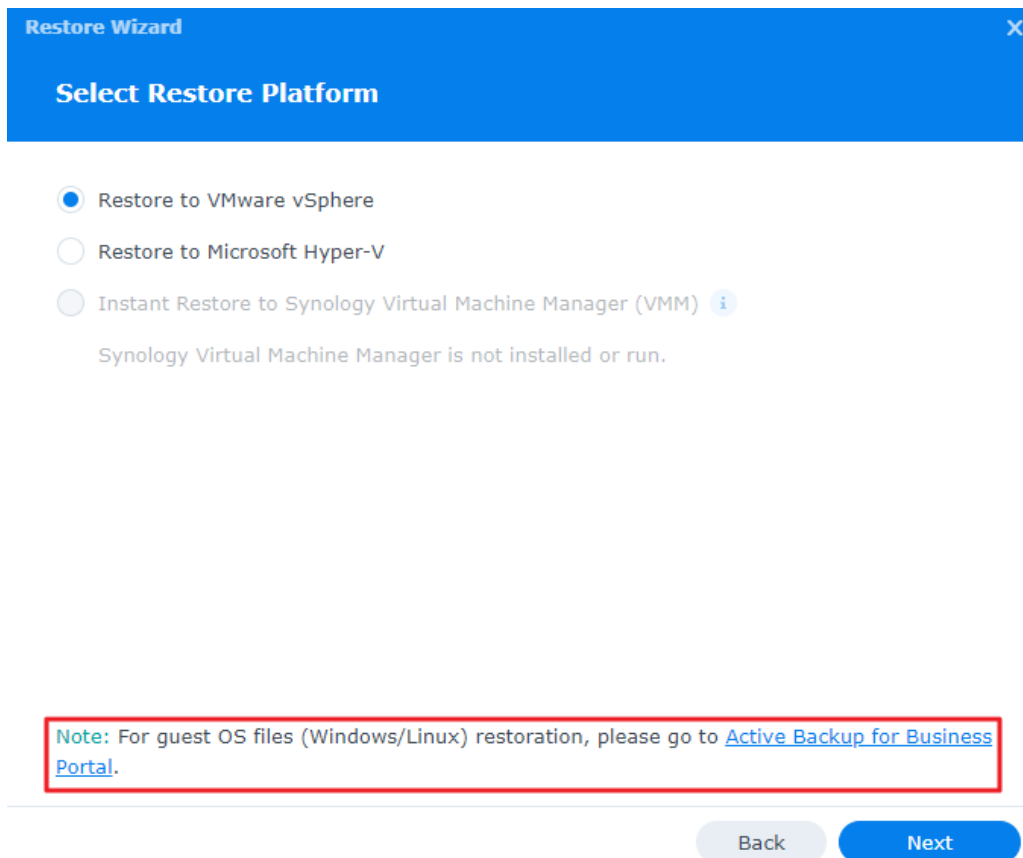 Restore Wizard
Select Restore Platform
Restore to VMware vSphere
Restore to Microsoft Hyper-V
Instant Restore to Synology Virtual Machine Manager (VMM) i
Synology Virtual Machine Manager is not installed or run.
Note: For guest OS files (Windows/Linux) restoration, please go to Active Backup for Business
Portal.
Back Next